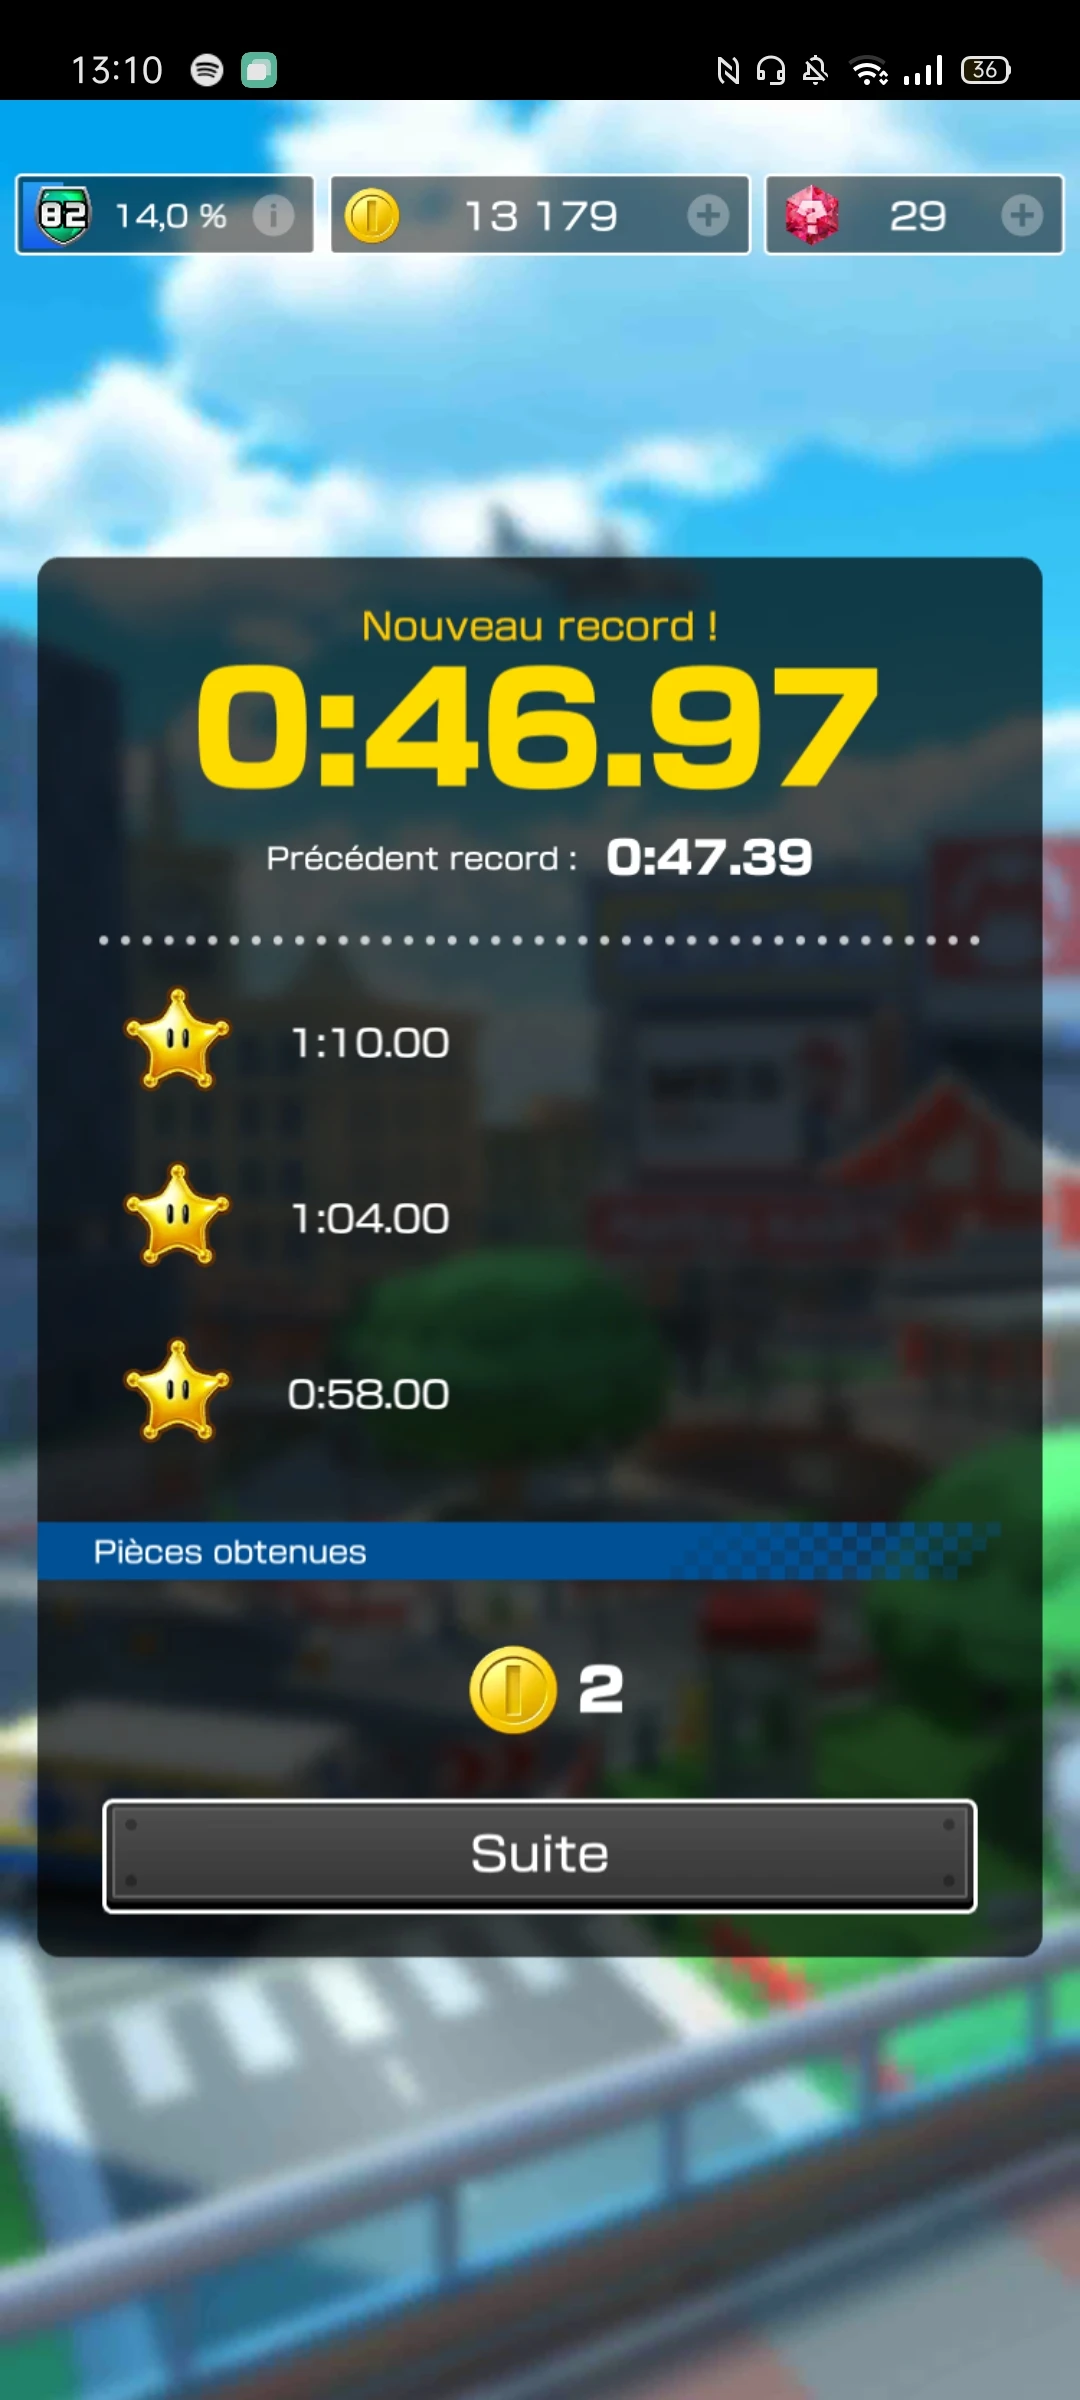 13:10
36
82 14,0 % i
13 179 +
29 +
Nouveau record !
0:46.97
Précédent record : 0:47.39
1:10.00
1:04.00
0:58.00
Pièces obtenues
2
Suite